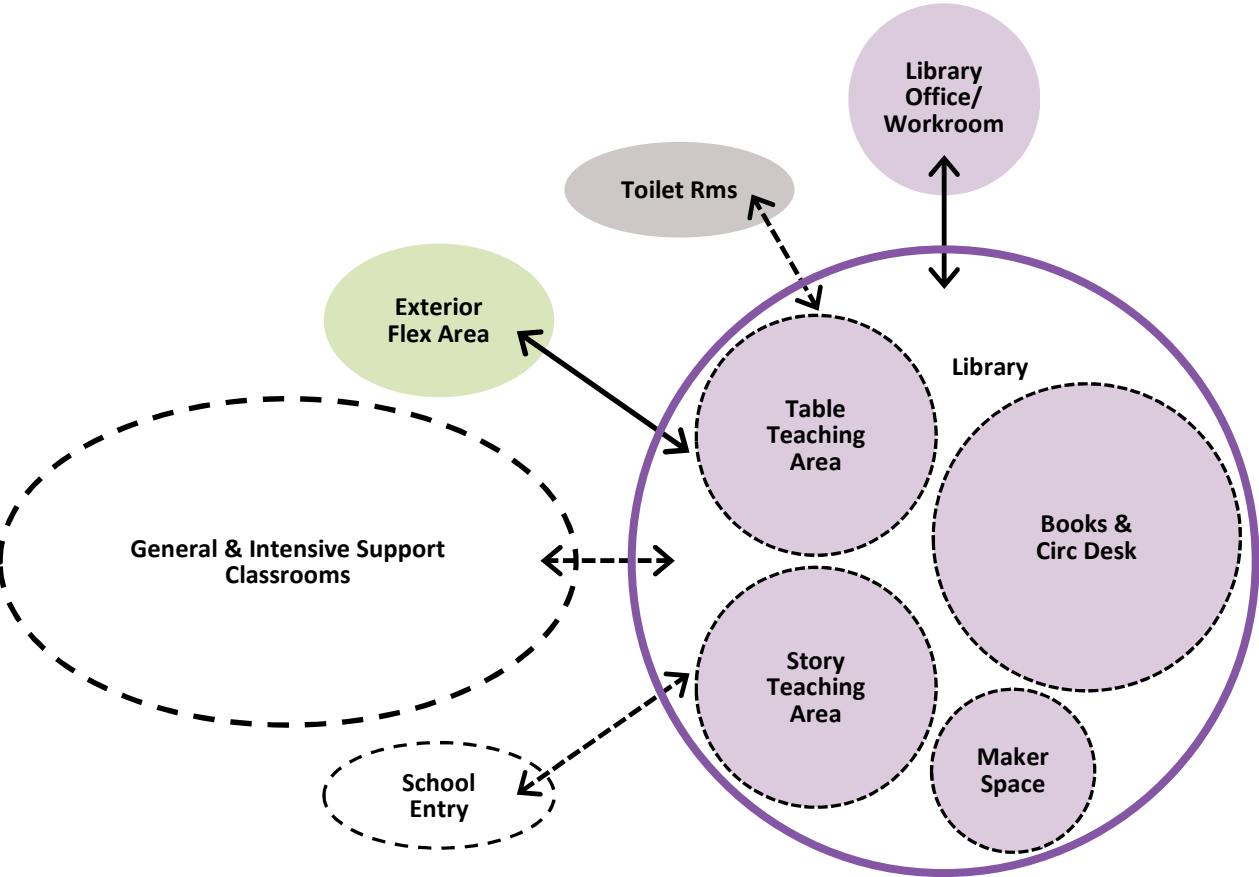 Library
Office/
Workroom
Toilet Rms
Exterior
Flex Area
Library
Table
Teaching
Area
Books &
Circ Desk
General & Intensive Support
Classrooms
Story
Teaching
Area
School
Entry
Maker
Space